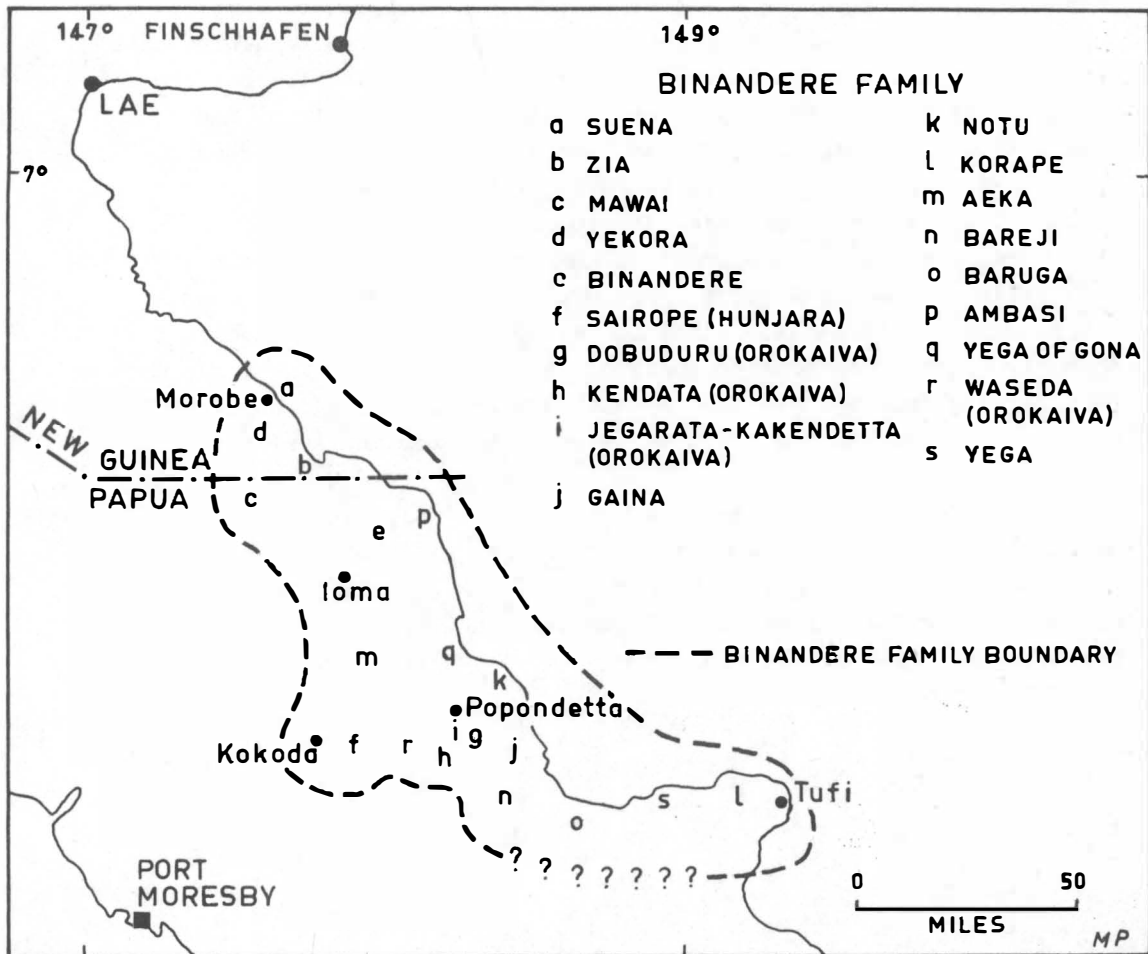 147° FINSCHHAFEN
149°
LAE
BINANDERE FAMILY
a SUENA
b ZIA
c MAWAI
d YEKORA
c BINANDERE
f SAIROPE (HUNJARA)
g DOBUDURU (OROKAIVA)
h KENDATA (OROKAIVA)
i JEGARATA-KAKENDETTA
(OROKAIVA)
j GAINA
k NOTU
l KORAPE
m AEKA
n BAREJI
o BARUGA
p AMBASI
q YEGA OF GONA
r WASEDA
(OROKAIVA)
s YEGA
7°
Morobe
a
d
NEW
GUINEA
b
PAPUA
c
p
e
Ioma
m
q
k
BINANDERE FAMILY BOUNDARY
Popondetta
Kokoda
f r h i g j
n
s l
Tufi
o
? ? ? ? ? ? ?
PORT
MORESBY
0 50
MILES
MP